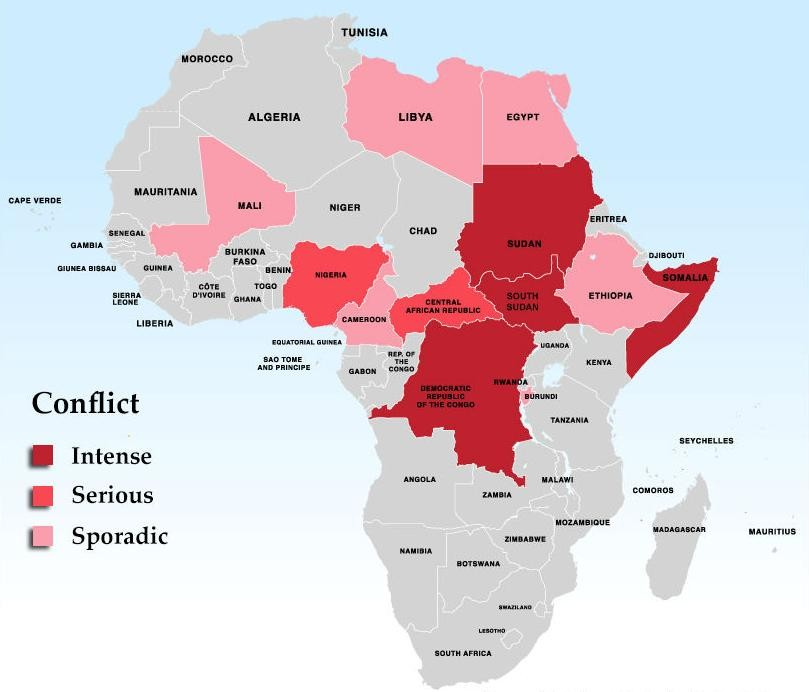 TUNISIA
MOROCCO
ALGERIA
LIBYA
EGYPT
MAURITANIA
MALI
NIGER
CHAD
SUDAN
ERITREA
CAPE VERDE
SENEGAL
GAMBIA
GIUNEA BISSAU
GUINEA
BURKINA
FASO
BENIN
TOGO
CÔTE
D'IVOIRE
GHANA
SIERRA
LEONE
LIBERIA
NIGERIA
CAMEROON
CENTRAL
AFRICAN REPUBLIC
SOUTH
SUDAN
ETHIOPIA
DJIBOUTI
SOMALIA
EQUATORIAL GUINEA
SAO TOME
AND PRINCIPE
GABON
REP. OF
THE
CONGO
DEMOCRATIC
REPUBLIC
OF THE CONGO
UGANDA
KENYA
RWANDA
BURUNDI
TANZANIA
SEYCHELLES
COMOROS
ANGOLA
ZAMBIA
MALAWI
MOZAMBIQUE
MADAGASCAR
MAURITIUS
ZIMBABWE
NAMIBIA
BOTSWANA
SWAZILAND
LESOTHO
SOUTH AFRICA
Conflict
Intense
Serious
Sporadic